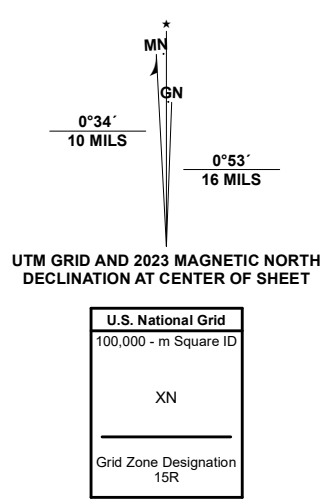 MN
GN
0°34´
10 MILS
0°53´
16 MILS
UTM GRID AND 2023 MAGNETIC NORTH
DECLINATION AT CENTER OF SHEET
U.S. National Grid
100,000 - m Square ID
XN
Grid Zone Designation
15R